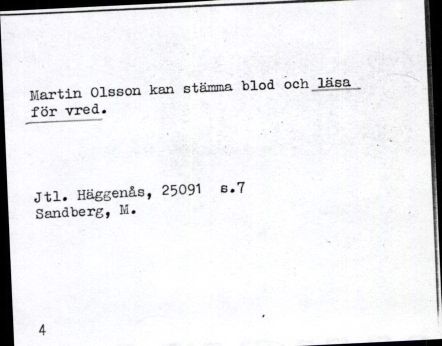 Martin Olsson kan stämma blod och läsa
för vred.
Jtl. Häggenås, 25091 s.7
Sandberg, M.
4